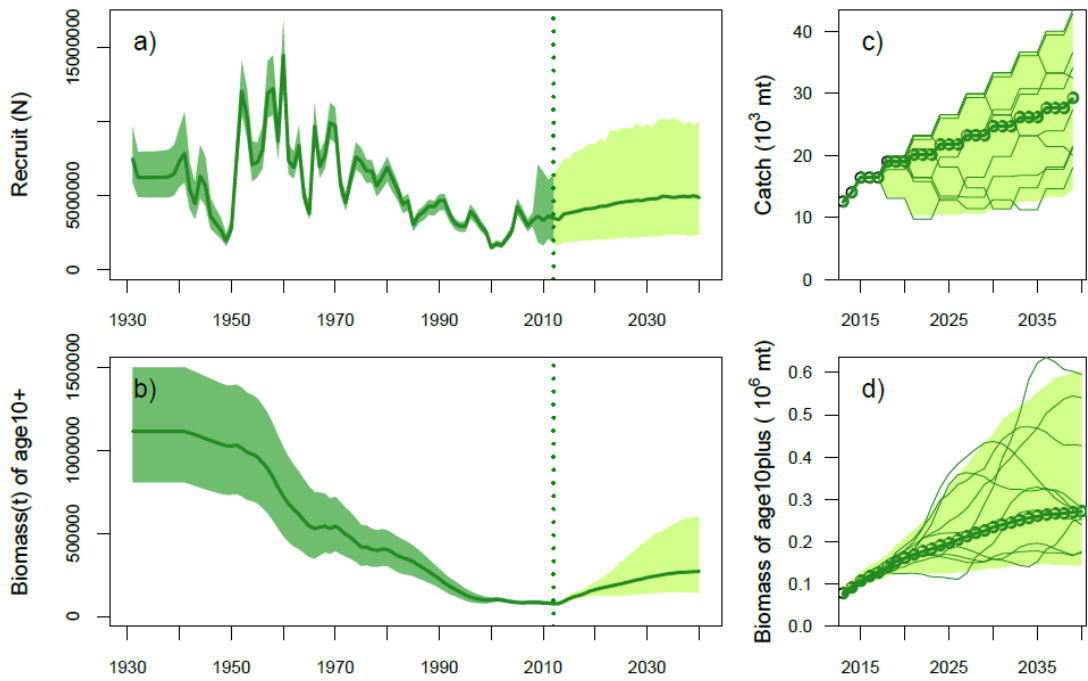 a)
Recruit (N)
15000000
5000000
0
1930 1950 1970 1990 2010 2030
b)
Biomass(t) of age10+
1500000
1000000
500000
0
1930 1950 1970 1990 2010 2030
c)
Catch (10³ mt)
40
30
20
10
0
2015 2025 2035
d)
Biomass of age10plus ( 10⁶ mt)
0.6
0.5
0.4
0.3
0.2
0.1
0.0
2015 2025 2035